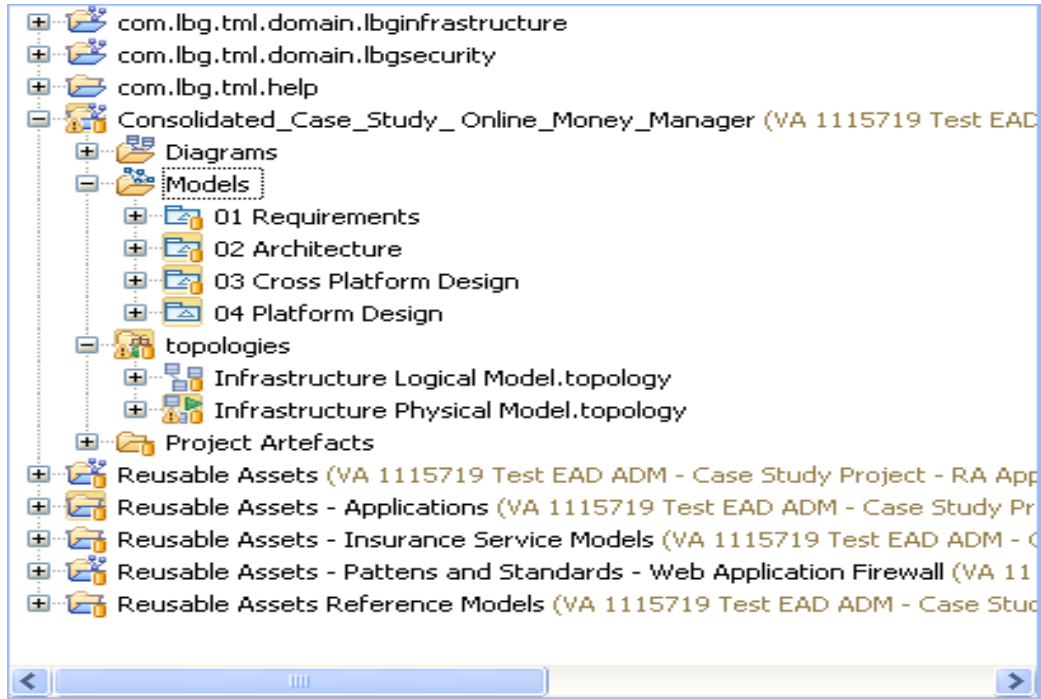 com.lbg.tml.domain.lbginfrastructure
com.lbg.tml.domain.lbgsecurity
com.lbg.tml.help
Consolidated_Case_Study_ Online_Money_Manager (VA 1115719 Test EAD
Diagrams
Models
01 Requirements
02 Architecture
03 Cross Platform Design
04 Platform Design
topologies
Infrastructure Logical Model.topology
Infrastructure Physical Model.topology
Project Artefacts
Reusable Assets (VA 1115719 Test EAD ADM - Case Study Project - RA App
Reusable Assets - Applications (VA 1115719 Test EAD ADM - Case Study Pr
Reusable Assets - Insurance Service Models (VA 1115719 Test EAD ADM - C
Reusable Assets - Pattens and Standards - Web Application Firewall (VA 11
Reusable Assets Reference Models (VA 1115719 Test EAD ADM - Case Stud